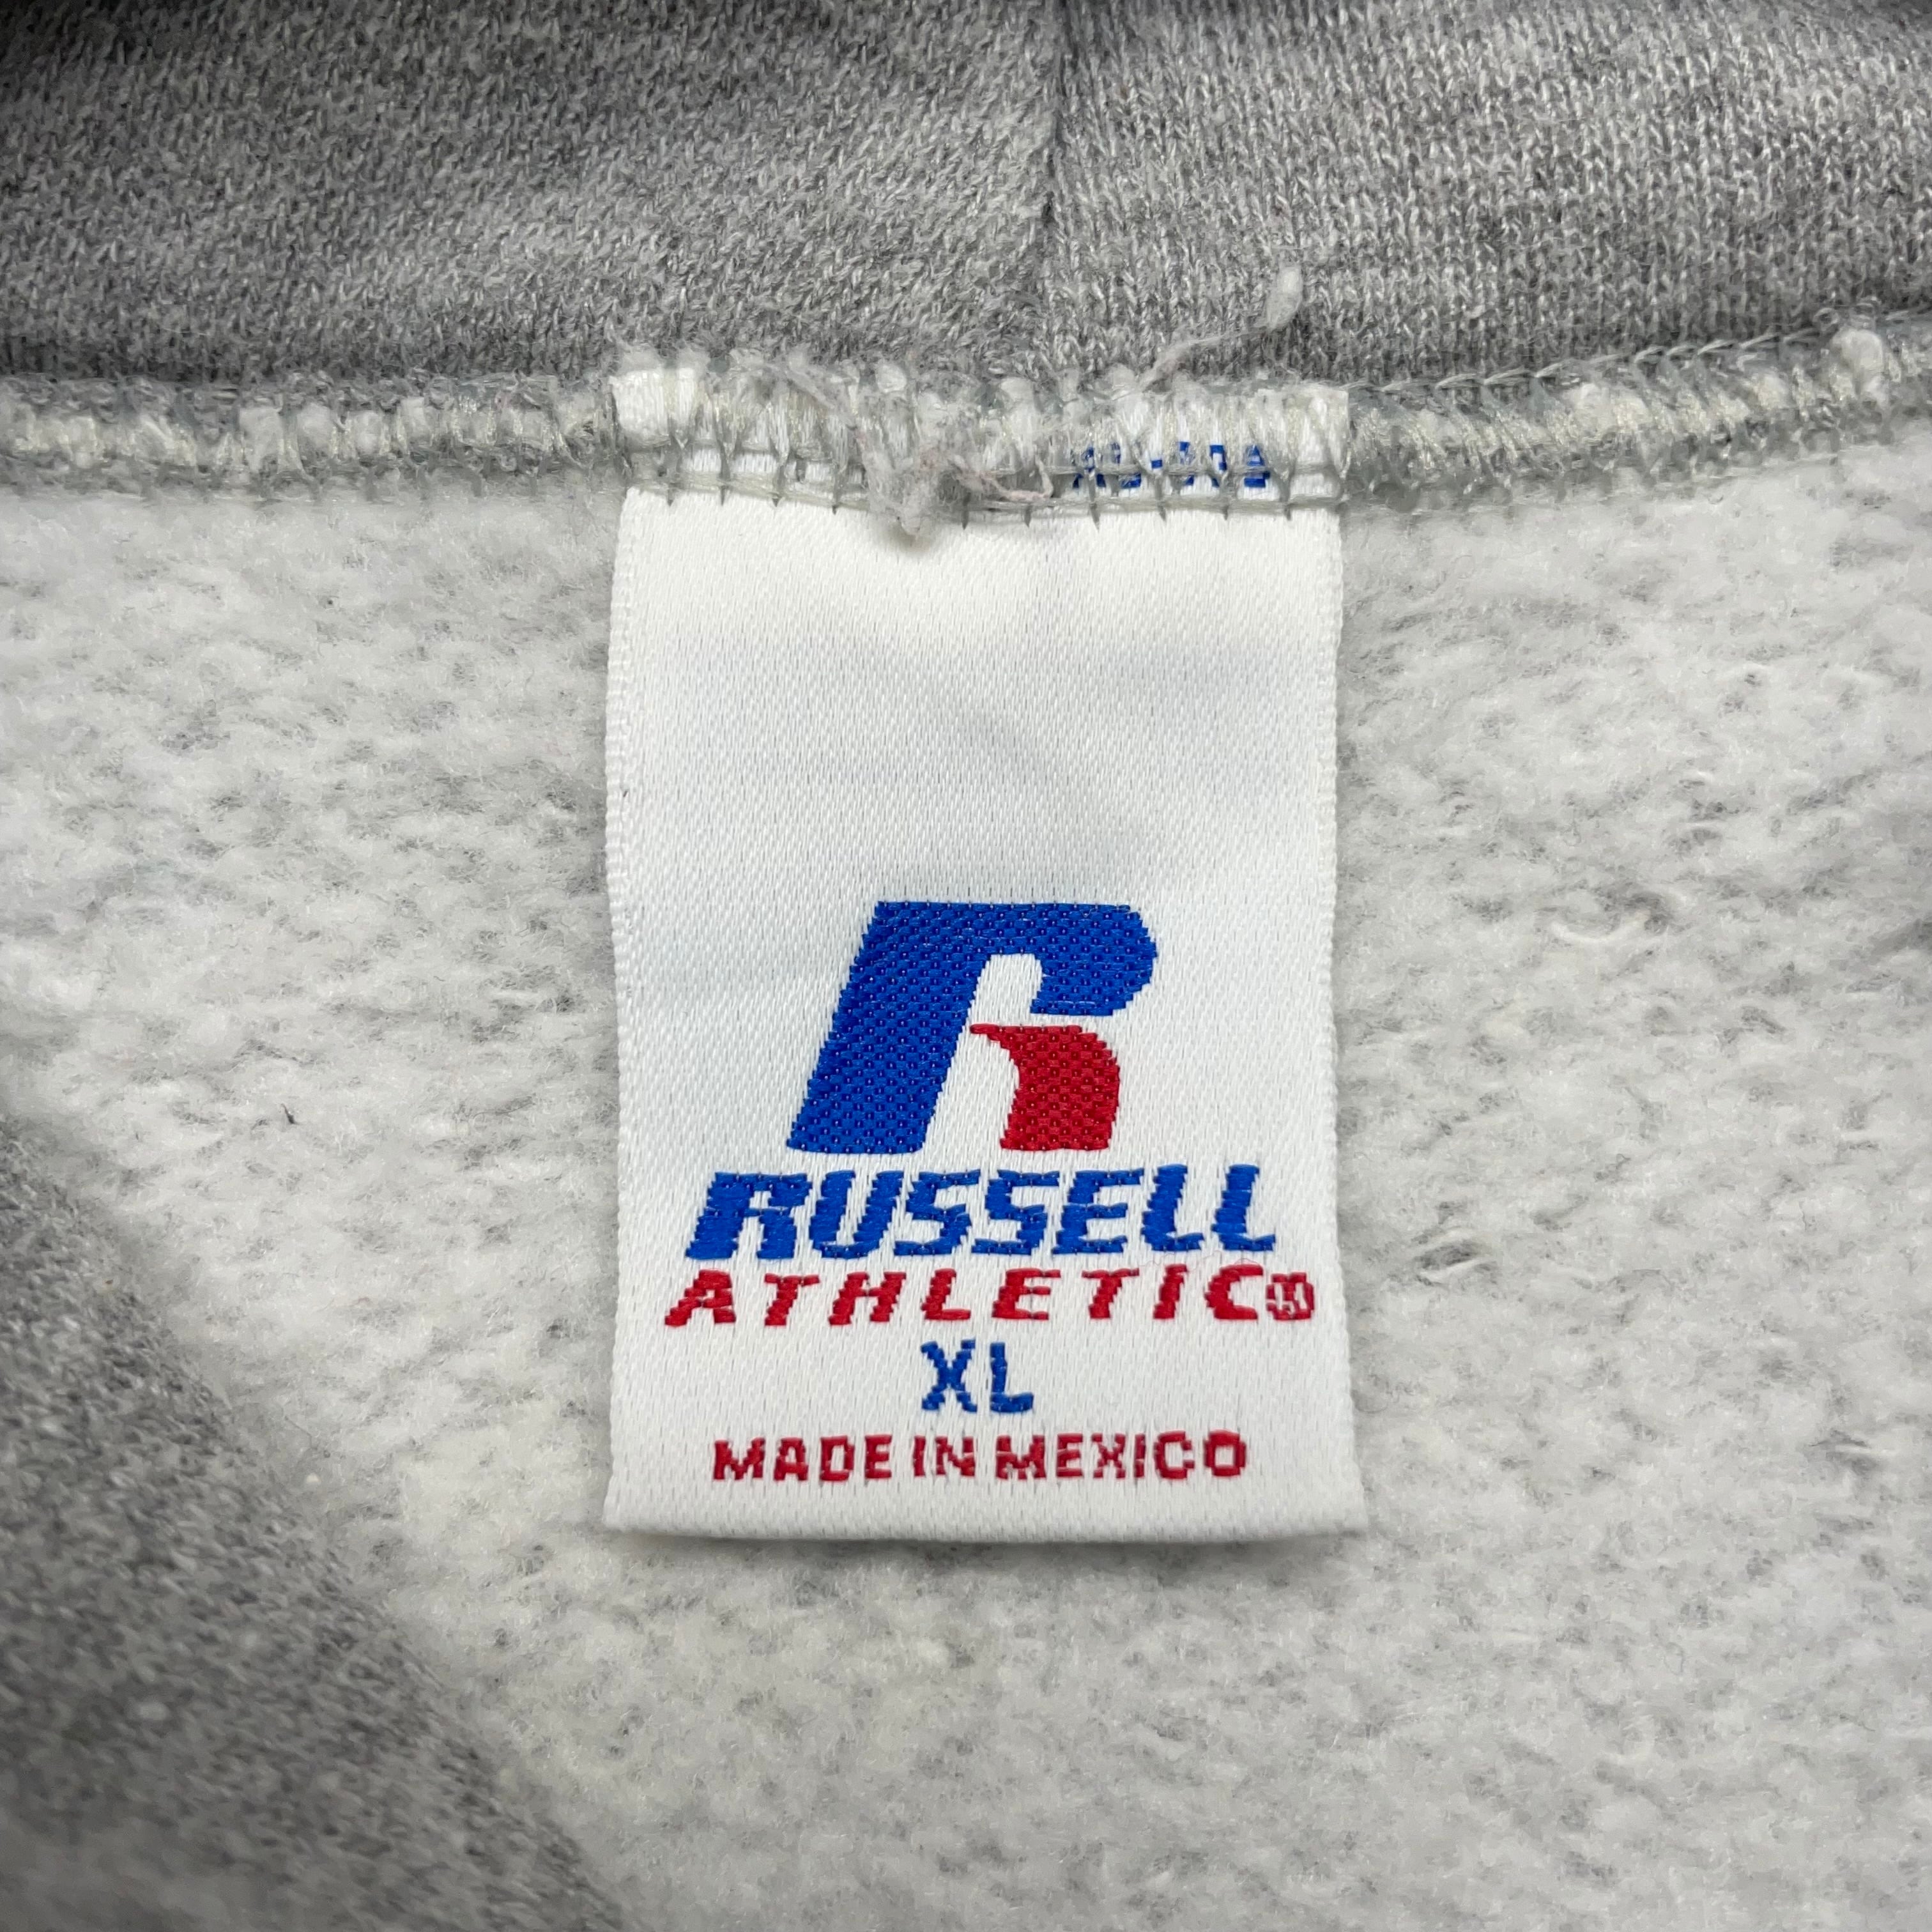 RUSSELL
ATHLETIC®
XL
MADE IN MEXICO